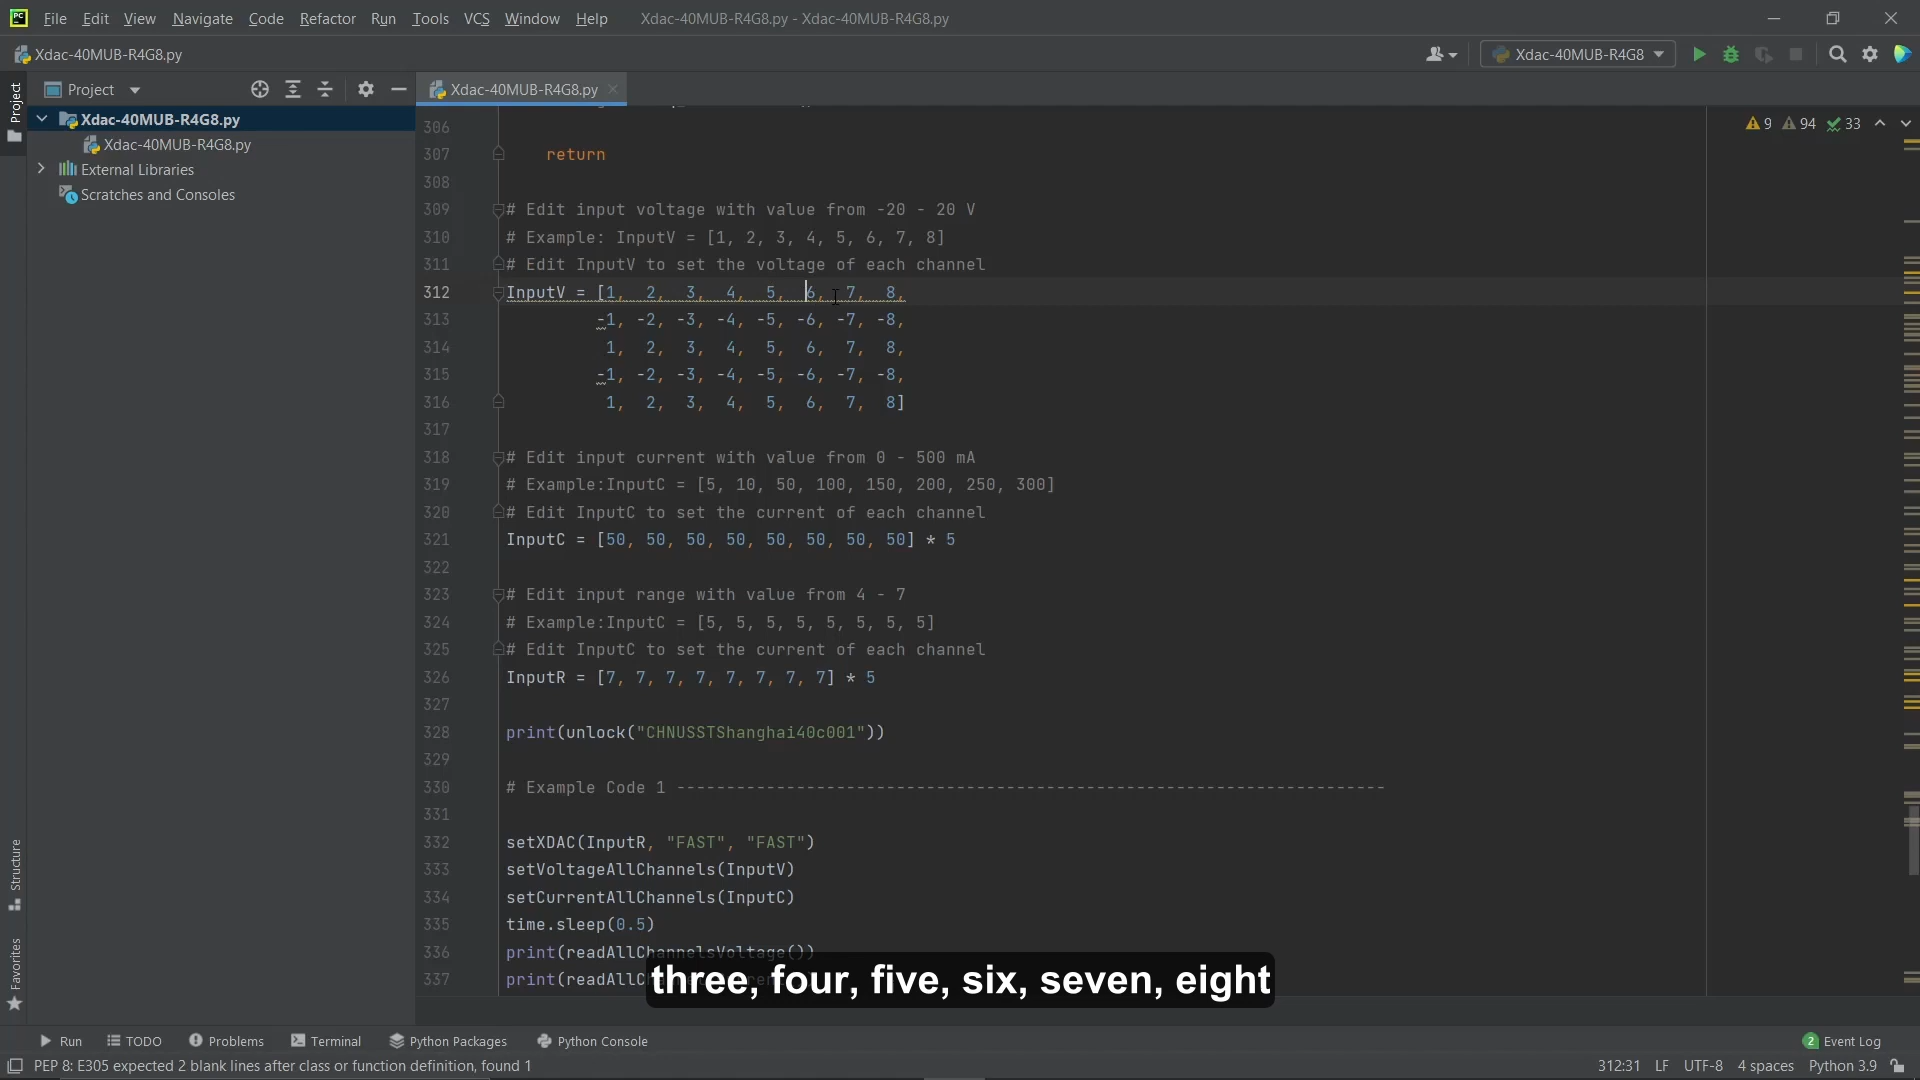 PC File Edit View Navigate Code Refactor Run Tools VCS Window Help Xdac-40MUB-R4G8.py - Xdac-40MUB-R4G8.py
Xdac-40MUB-R4G8.py Xdac-40MUB-R4G8
Project Project Xdac-40MUB-R4G8.py
Xdac-40MUB-R4G8.py
Xdac-40MUB-R4G8.py
External Libraries
Scratches and Consoles
9 94 33
306
307 return
308
309 # Edit input voltage with value from -20 - 20 V
310 # Example: InputV = [1, 2, 3, 4, 5, 6, 7, 8]
311 # Edit InputV to set the voltage of each channel
312 InputV = [1, 2, 3, 4, 5, 6, 7, 8,
313 -1, -2, -3, -4, -5, -6, -7, -8,
314 1, 2, 3, 4, 5, 6, 7, 8,
315 -1, -2, -3, -4, -5, -6, -7, -8,
316 1, 2, 3, 4, 5, 6, 7, 8]
317
318 # Edit input current with value from 0 - 500 mA
319 # Example:InputC = [5, 10, 50, 100, 150, 200, 250, 300]
320 # Edit InputC to set the current of each channel
321 InputC = [50, 50, 50, 50, 50, 50, 50, 50] * 5
322
323 # Edit input range with value from 4 - 7
324 # Example:InputC = [5, 5, 5, 5, 5, 5, 5, 5]
325 # Edit InputC to set the current of each channel
326 InputR = [7, 7, 7, 7, 7, 7, 7, 7] * 5
327
328 print(unlock("CHNUSSTShanghai40c001"))
329
330 # Example Code 1 -----------------------------------------------------------------------
331
332 setXDAC(InputR, "FAST", "FAST")
333 setVoltageAllChannels(InputV)
334 setCurrentAllChannels(InputC)
335 time.sleep(0.5)
336 print(readAllChannelsVoltage())
337 print(readAllCh
three, four, five, six, seven, eight
Structure
Favorites
Run TODO Problems Terminal Python Packages Python Console 2 Event Log
PEP 8: E305 expected 2 blank lines after class or function definition, found 1 312:31 LF UTF-8 4 spaces Python 3.9